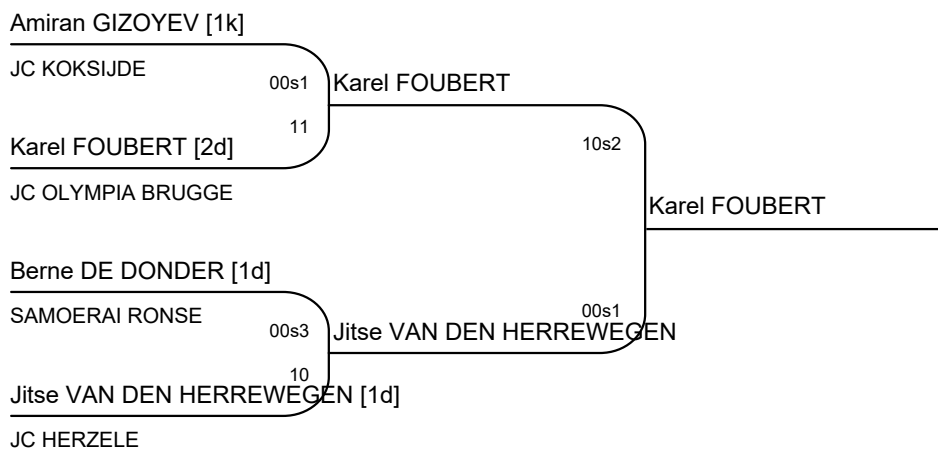 Amiran GIZOYEV [1k]
JC KOKSIJDE
00s1
Karel FOUBERT
11
Karel FOUBERT [2d]
JC OLYMPIA BRUGGE
10s2
Karel FOUBERT
Berne DE DONDER [1d]
SAMOERAI RONSE
00s3
00s1
Jitse VAN DEN HERREWEGEN
10
Jitse VAN DEN HERREWEGEN [1d]
JC HERZELE